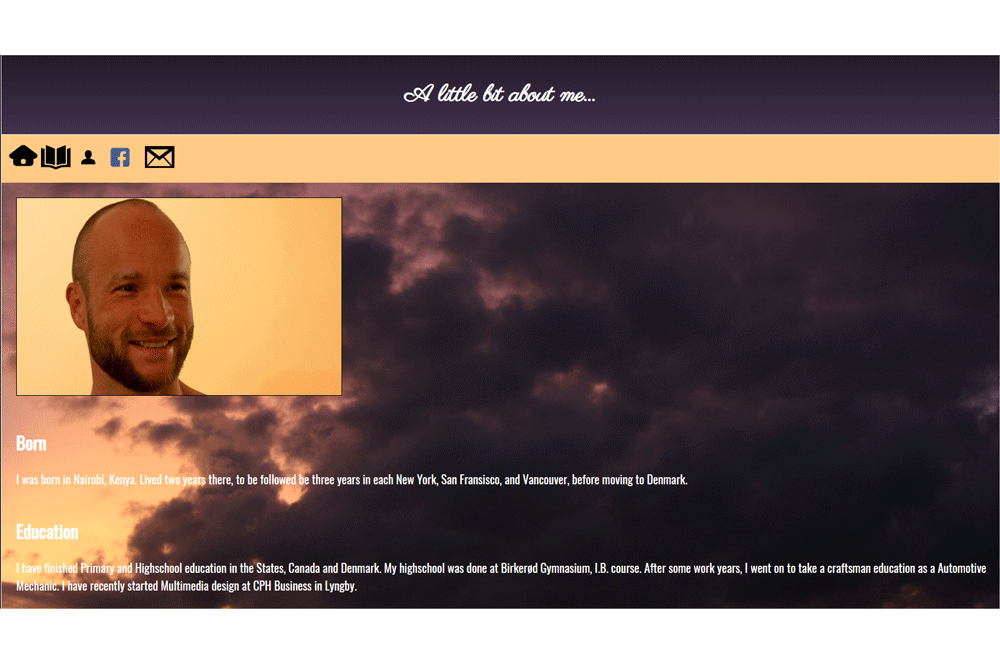 A little bit about me...
Born
I was born in Nairobi, Kenya. Lived two years there, to be followed be three years in each New York, San Fransisco, and Vancouver, before moving to Denmark.
Education
I have finished Primary and Highschool education in the States, Canada and Denmark. My highschool was done at Birkerød Gymnasium, I.B. course. After some work years, I went on to take a craftsman education as a Automotive
Mechanic. I have recently started Multimedia design at CPH Business in Lyngby.